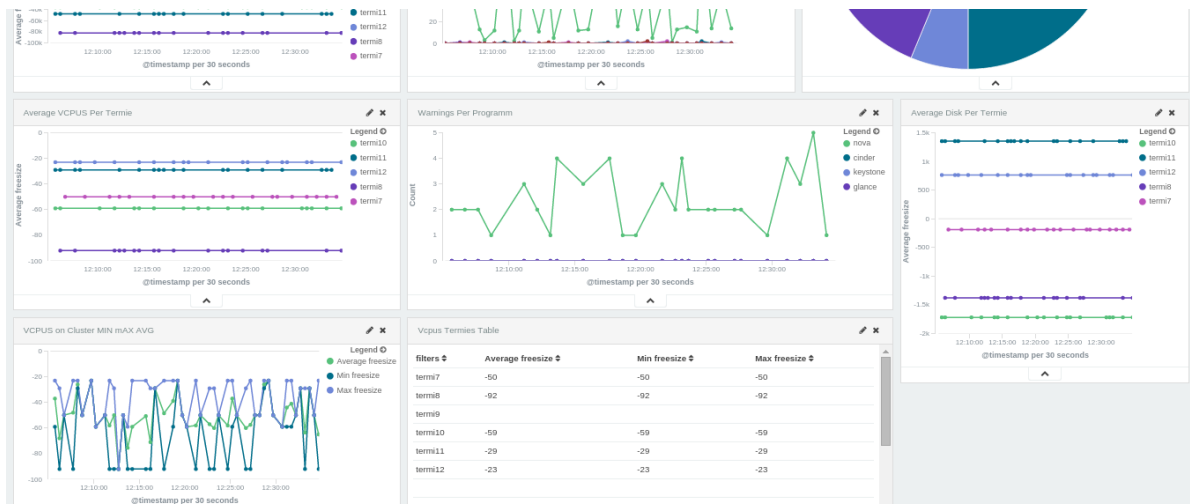 Average f
-40k
-60k
-80k
-100k
12:10:00 12:15:00 12:20:00 12:25:00 12:30:00
@timestamp per 30 seconds
termi11
termi12
termi8
termi7
20
0
12:10:00 12:15:00 12:20:00 12:25:00 12:30:00
@timestamp per 30 seconds
Average VCPUS Per Termie
Average freesize
0
-20
-40
-60
-80
-100
12:10:00 12:15:00 12:20:00 12:25:00 12:30:00
@timestamp per 30 seconds
Legend
termi10
termi11
termi12
termi8
termi7
Warnings Per Programm
Count
5
4
3
2
1
0
12:10:00 12:15:00 12:20:00 12:25:00 12:30:00
@timestamp per 30 seconds
Legend
nova
cinder
keystone
glance
Average Disk Per Termie
Average freesize
1.5k
1k
500
0
-500
-1k
-1.5k
-2k
12:10:00 12:15:00 12:20:00 12:25:00 12:30:00
@timestamp per 30 seconds
Legend
termi10
termi11
termi12
termi8
termi7
VCPUS on Cluster MIN mAX AVG
0
-20
-40
-60
-80
-100
12:10:00 12:15:00 12:20:00 12:25:00 12:30:00
@timestamp per 30 seconds
Legend
Average freesize
Min freesize
Max freesize
Vcpus Termies Table
filters Average freesize Min freesize Max freesize
termi7 -50 -50 -50
termi8 -92 -92 -92
termi9
termi10 -59 -59 -59
termi11 -29 -29 -29
termi12 -23 -23 -23